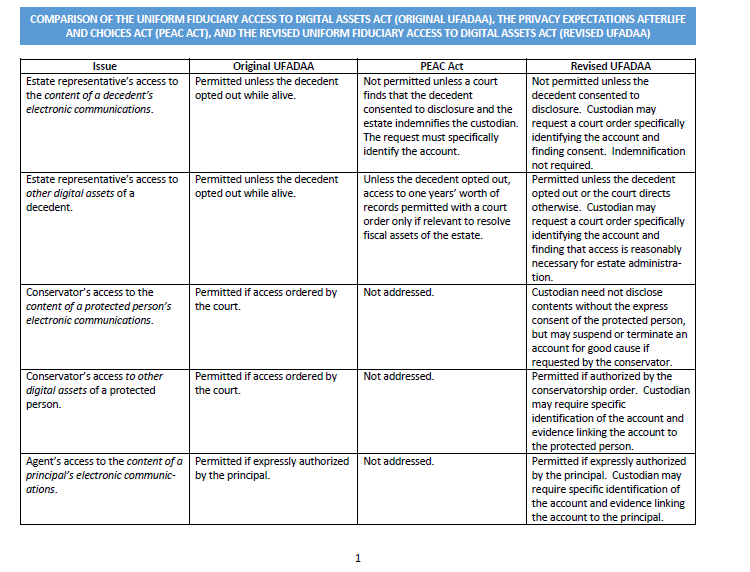 COMPARISON OF THE UNIFORM FIDUCIARY ACCESS TO DIGITAL ASSETS ACT (ORIGINAL UFADAA), THE PRIVACY EXPECTATIONS AFTERLIFE
AND CHOICES ACT (PEAC ACT), AND THE REVISED UNIFORM FIDUCIARY ACCESS TO DIGITAL ASSETS ACT (REVISED UFADAA)
Issue
Original UFADAA
PEAC Act
Revised UFADAA
Estate representative's access to
the content of a decedent's
electronic communications.
Permitted unless the decedent
opted out while alive.
Not permitted unless a court
finds that the decedent
consented to disclosure and the
estate indemnifies the custodian.
The request must specifically
identify the account.
Not permitted unless the
decedent consented to
disclosure. Custodian may
request a court order specifically
identifying the account and
finding consent. Indemnification
not required.
Estate representative's access to
other digital assets of a
decedent.
Permitted unless the decedent
opted out while alive.
Unless the decedent opted out,
access to one years' worth of
records permitted with a court
order only if relevant to resolve
fiscal assets of the estate.
Permitted unless the decedent
opted out or the court directs
otherwise. Custodian may
request a court order specifically
identifying the account and
finding that access is reasonably
necessary for estate administra-
tion.
Conservator's access to the
content of a protected person's
electronic communications.
Permitted if access ordered by
the court.
Not addressed.
Custodian need not disclose
contents without the express
consent of the protected person,
but may suspend or terminate an
account for good cause if
requested by the conservator.
Conservator's access to other
digital assets of a protected
person.
Permitted if access ordered by
the court.
Not addressed.
Permitted if authorized by the
conservatorship order. Custodian
may require specific
identification of the account and
evidence linking the account to
the protected person.
Agent's access to the content of a
principal's electronic communic-
ations.
Permitted if expressly authorized
by the principal.
Not addressed.
Permitted if expressly authorized
by the principal. Custodian may
require specific identification of
the account and evidence linking
the account to the principal.
1